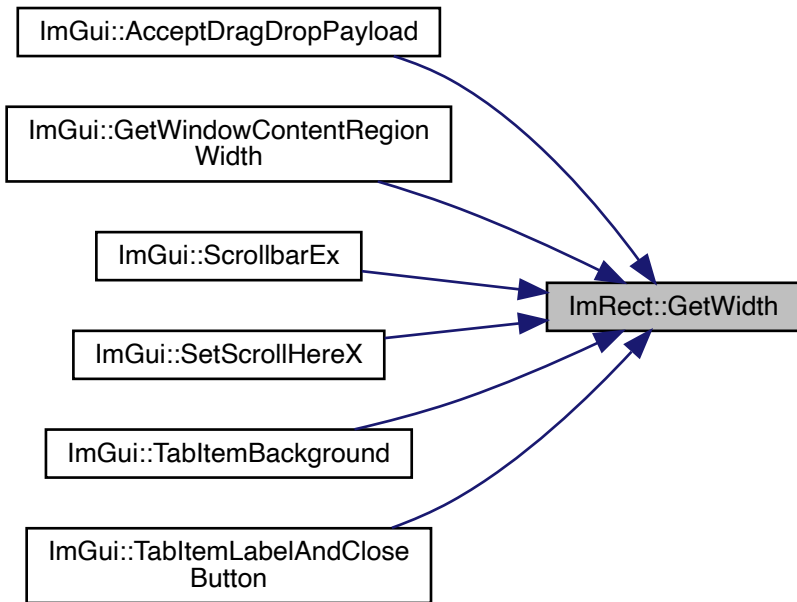 ImGui::AcceptDragDropPayload
ImGui::GetWindowContentRegion
Width
ImGui::ScrollbarEx
ImRect::GetWidth
ImGui::SetScrollHereX
ImGui::TabItemBackground
ImGui::TabItemLabelAndClose
Button